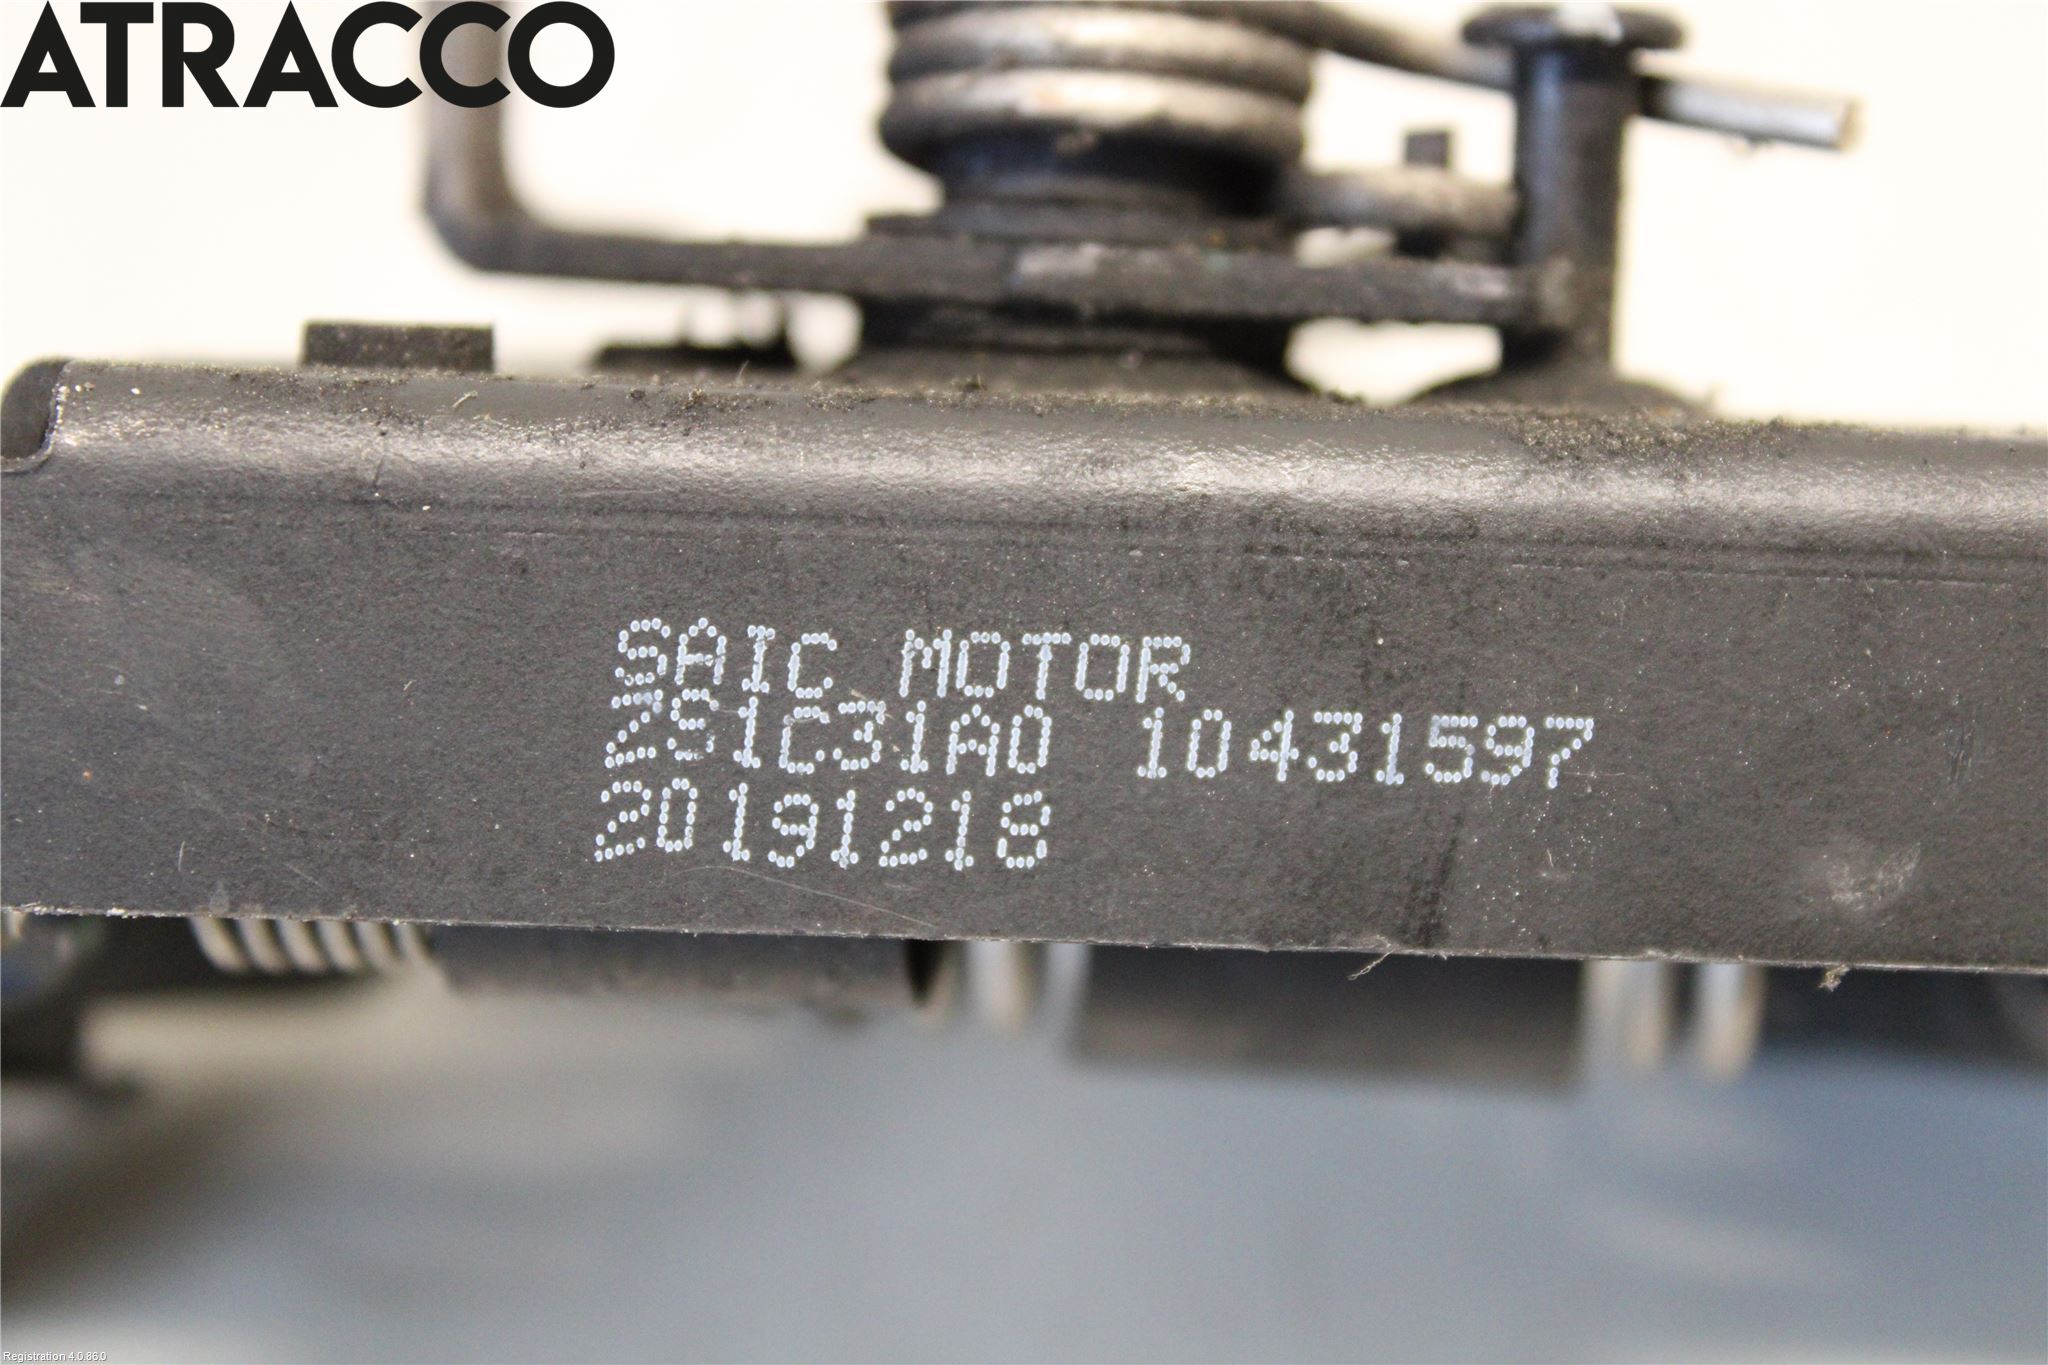 ATRACCO
SAIC MOTOR
ZS1C31A0 10431597
20191218
Registration 4.0.86.0